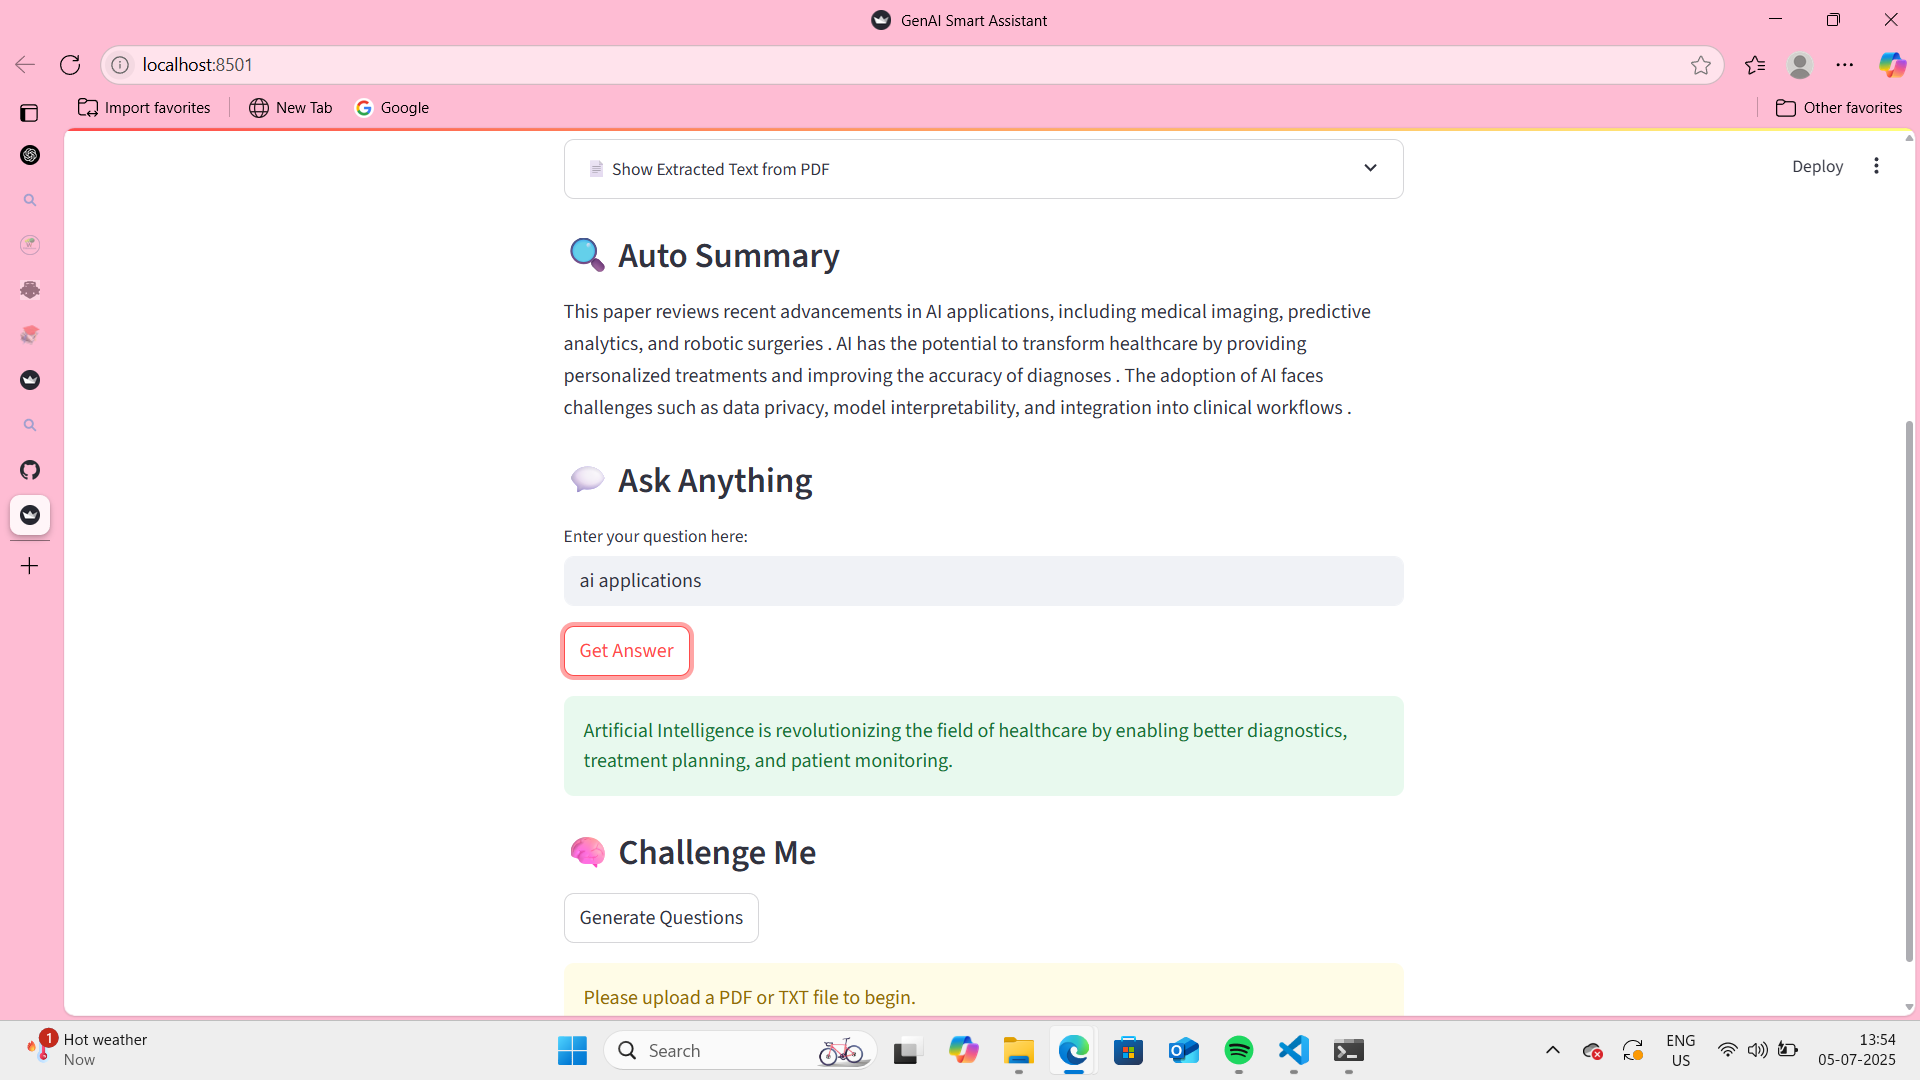 GenAI Smart Assistant
localhost:8501
Import favorites
New Tab
Google
Other favorites
Show Extracted Text from PDF
Deploy
Auto Summary
This paper reviews recent advancements in AI applications, including medical imaging, predictive
analytics, and robotic surgeries . AI has the potential to transform healthcare by providing
personalized treatments and improving the accuracy of diagnoses . The adoption of AI faces
challenges such as data privacy, model interpretability, and integration into clinical workflows .
Ask Anything
Enter your question here:
ai applications
Get Answer
Artificial Intelligence is revolutionizing the field of healthcare by enabling better diagnostics,
treatment planning, and patient monitoring.
Challenge Me
Generate Questions
Please upload a PDF or TXT file to begin.
1
Hot weather
Now
Search
ENG
US
13:54
05-07-2025